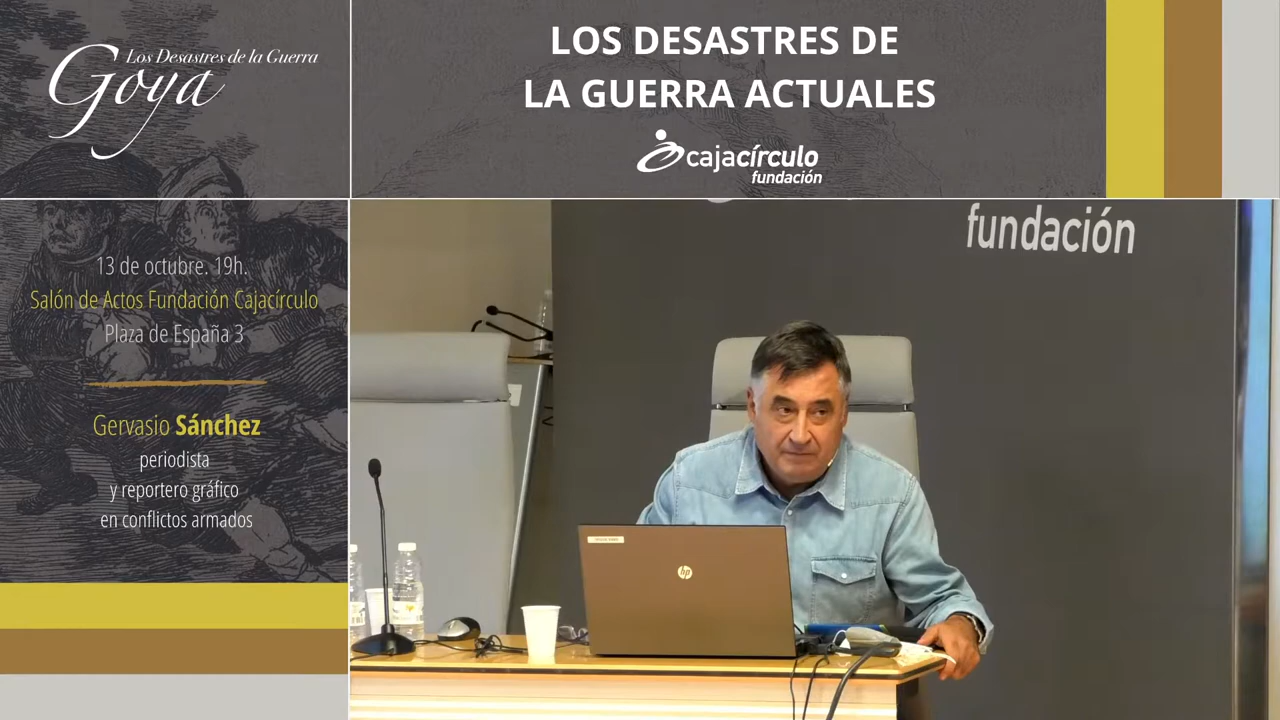 Los Desastres de la Guerra
Goya
LOS DESASTRES DE
LA GUERRA ACTUALES
cajacírculo
fundación
13 de octubre. 19h.
Salón de Actos Fundación Cajacírculo
Plaza de España 3
Gervasio Sánchez
periodista
y reportero gráfico
en conflictos armados
fundación
hp